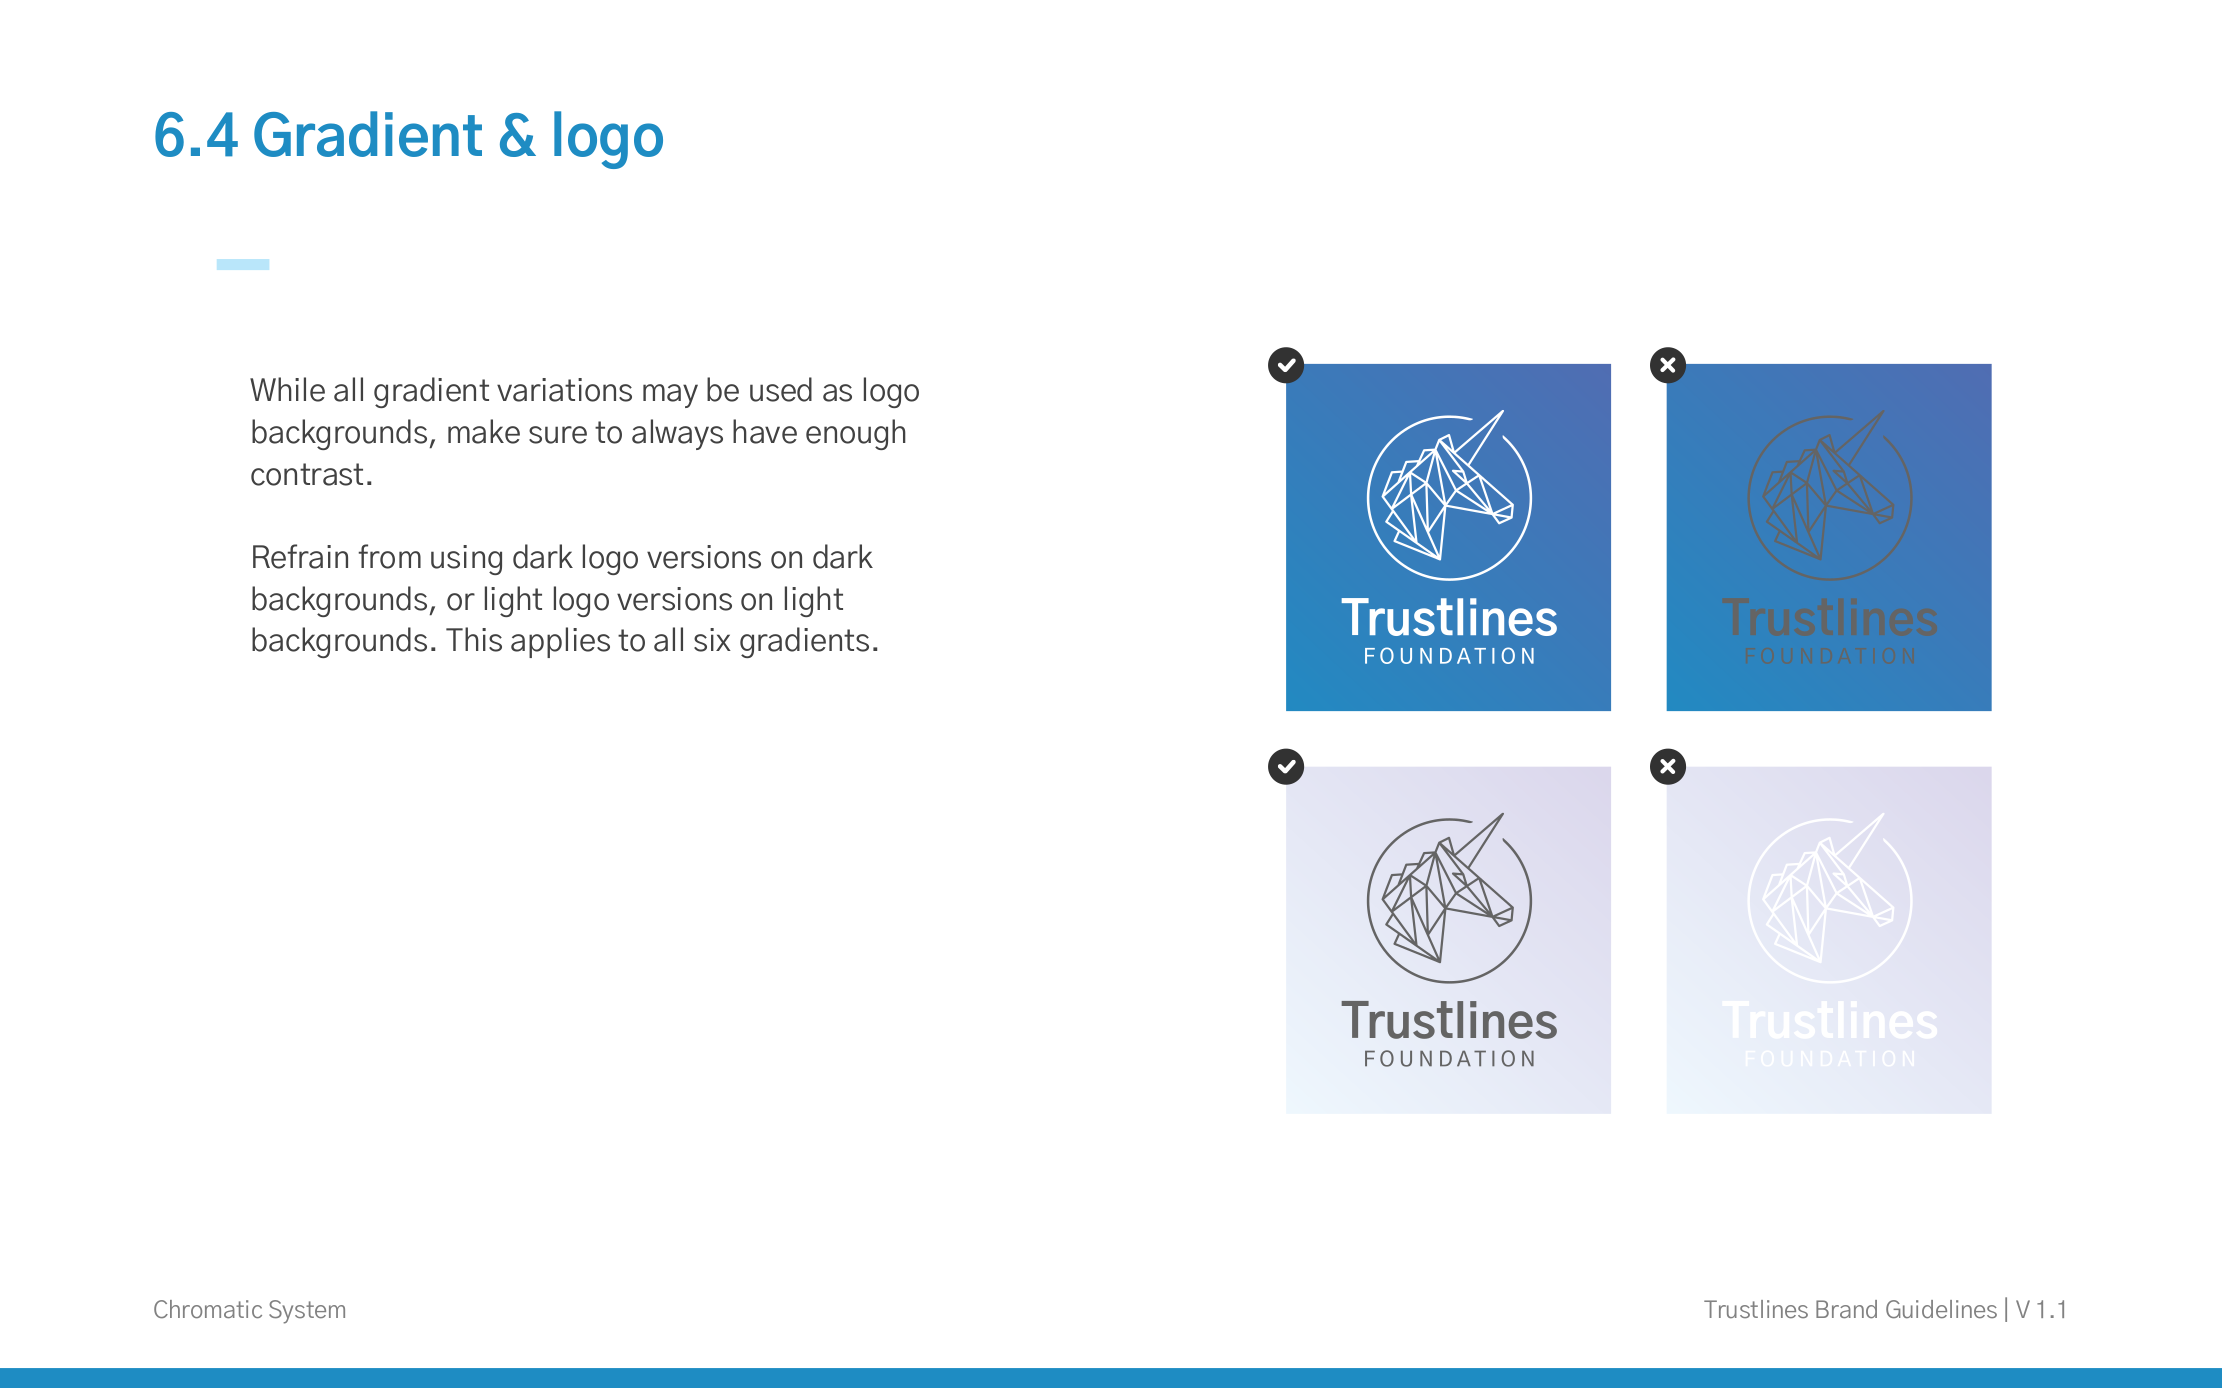 6.4 Gradient & logo
While all gradient variations may be used as logo
backgrounds, make sure to always have enough
contrast.
Refrain from using dark logo versions on dark
backgrounds, or light logo versions on light
backgrounds. This applies to all six gradients.
Trustlines
FOUNDATION
Trustlines
FOUNDATION
Trustlines
FOUNDATION
Trustlines
FOUNDATION
Chromatic System
Trustlines Brand Guidelines | V 1.1